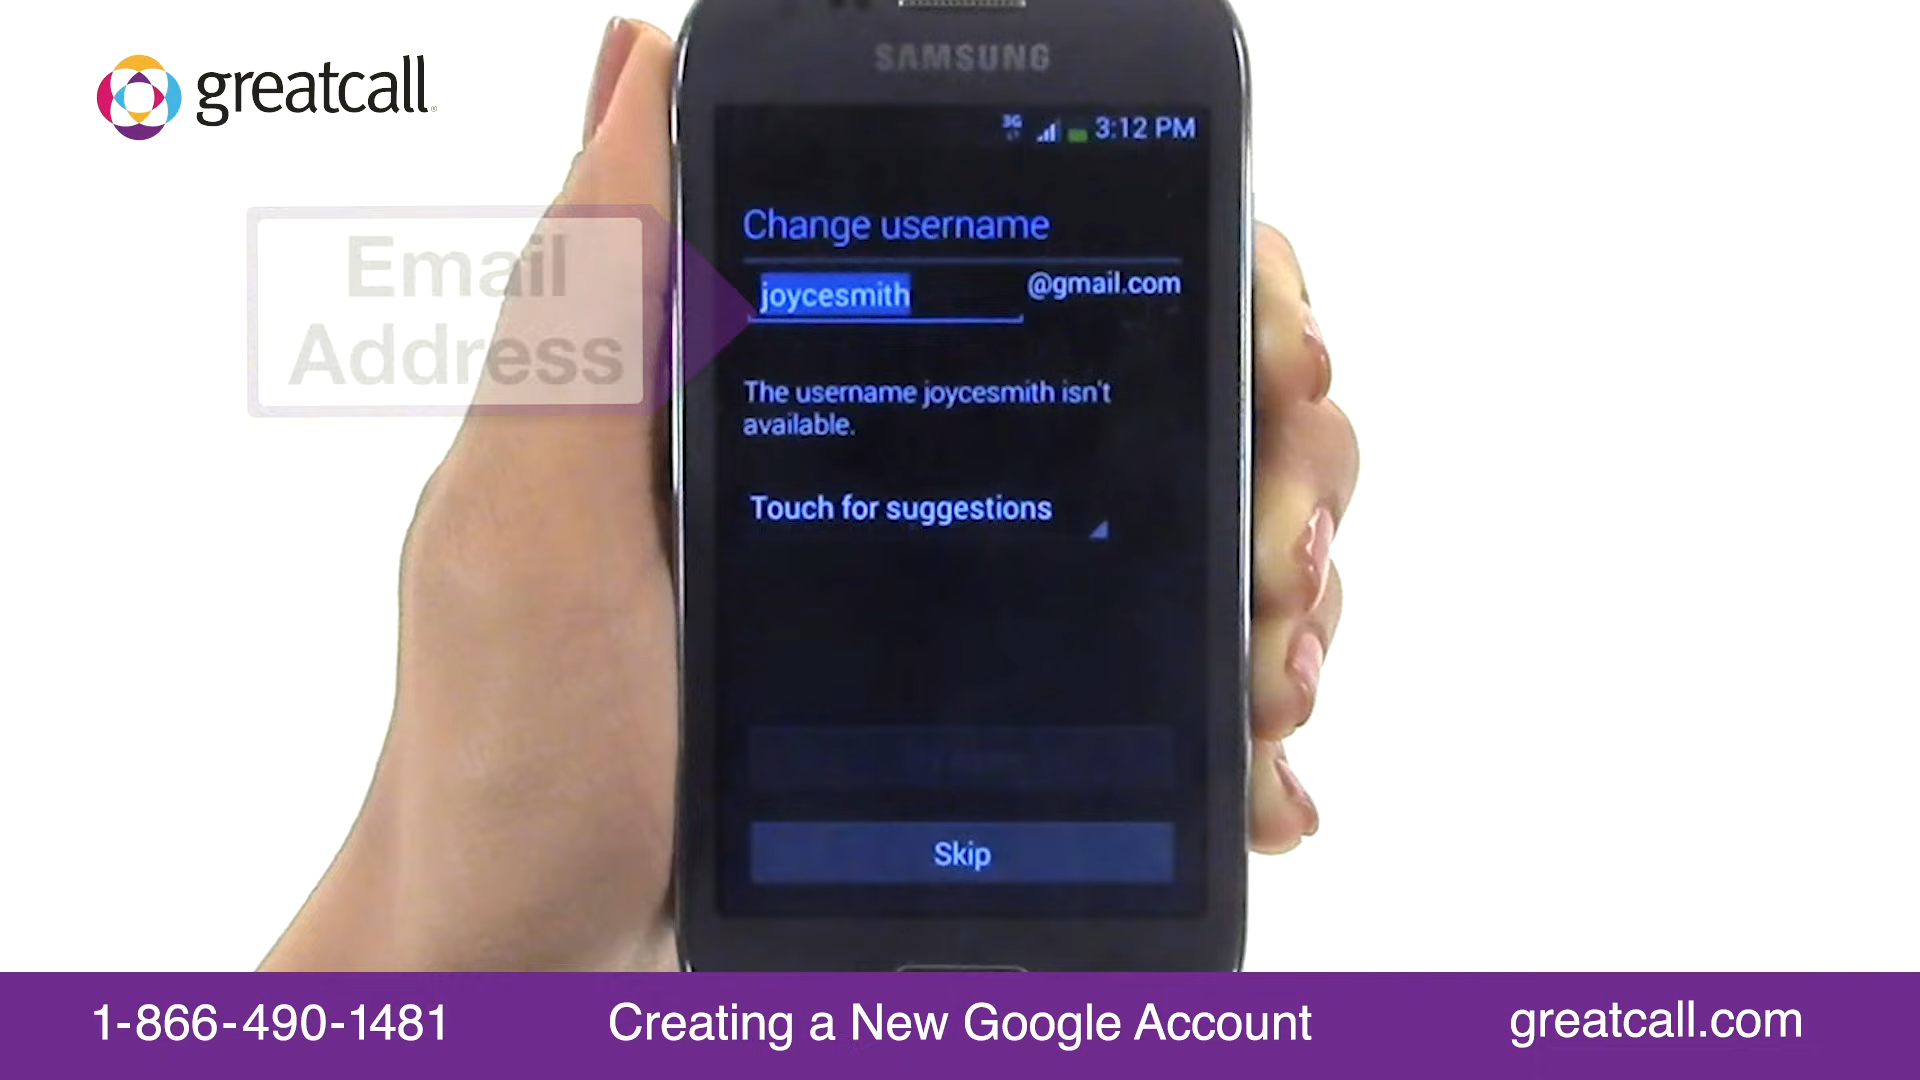 greatcall
SAMSUNG
3G 3:12 PM
Email
Address
Change username
joycesmith @gmail.com
The username joycesmith isn't
available.
Touch for suggestions
Skip
1-866-490-1481 Creating a New Google Account greatcall.com